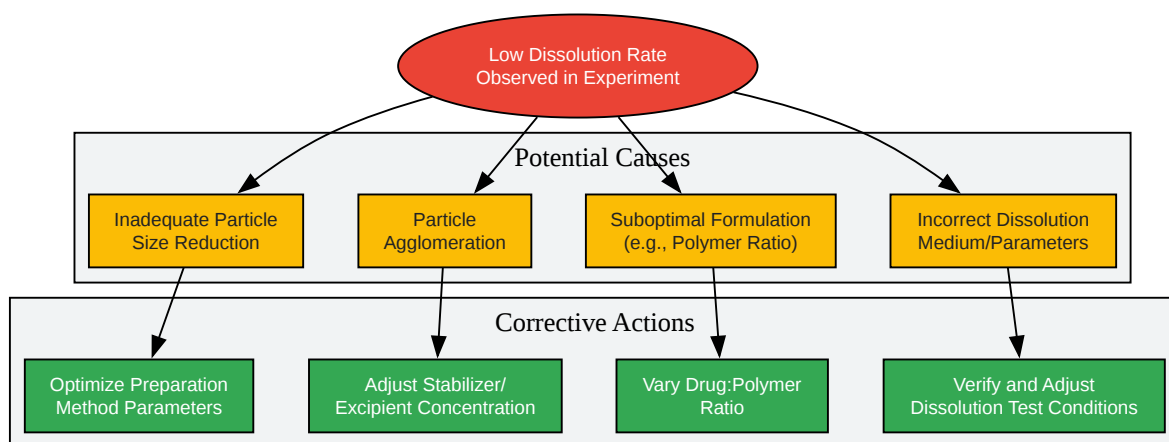 Low Dissolution Rate
Observed in Experiment
Potential Causes
Inadequate Particle
Size Reduction
Particle
Agglomeration
Suboptimal Formulation
(e.g., Polymer Ratio)
Incorrect Dissolution
Medium/Parameters
Corrective Actions
Optimize Preparation
Method Parameters
Adjust Stabilizer/
Excipient Concentration
Vary Drug:Polymer
Ratio
Verify and Adjust
Dissolution Test Conditions